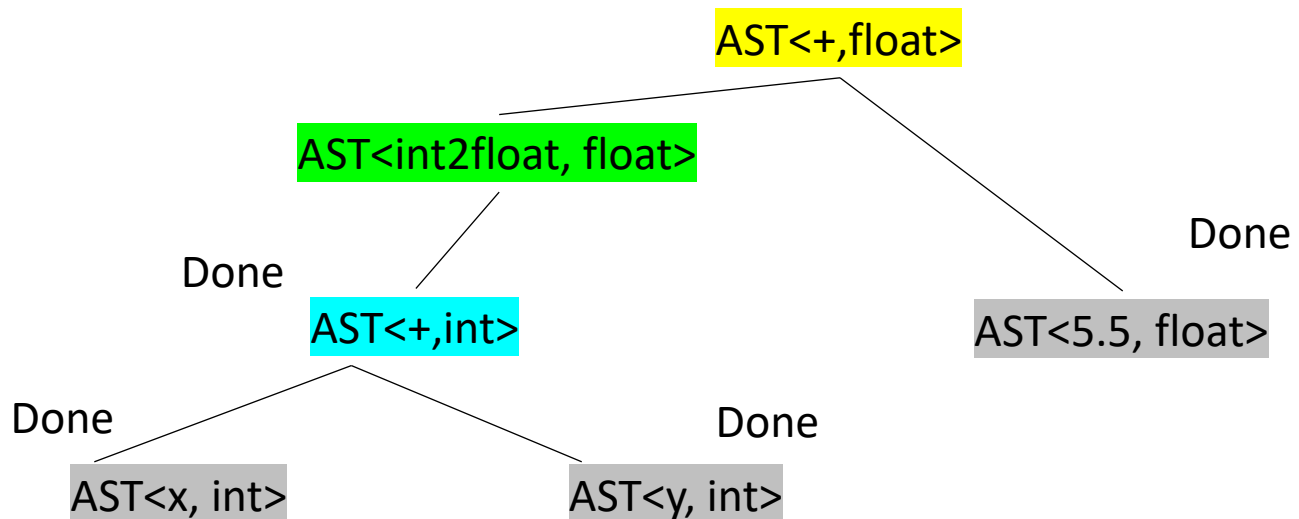 AST<+,float>
AST<int2float, float>
Done
Done
AST<+,int>
AST<5.5, float>
Done
Done
AST<x, int>
AST<y, int>